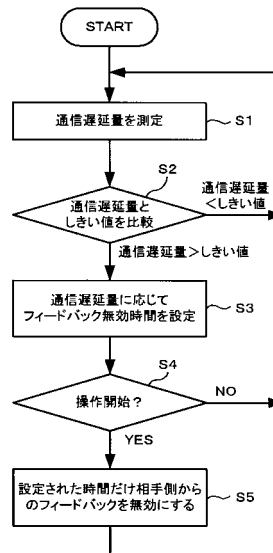 START
通信遅延量を測定
S1
S2
通信遅延量と
しきい値を比較
通信遅延量
<しきい値
通信遅延量>しきい値
通信遅延量に応じて
フィードバック無効時間を設定
S3
S4
操作開始?
NO
YES
設定された時間だけ相手側から
のフィードバックを無効にする
S5